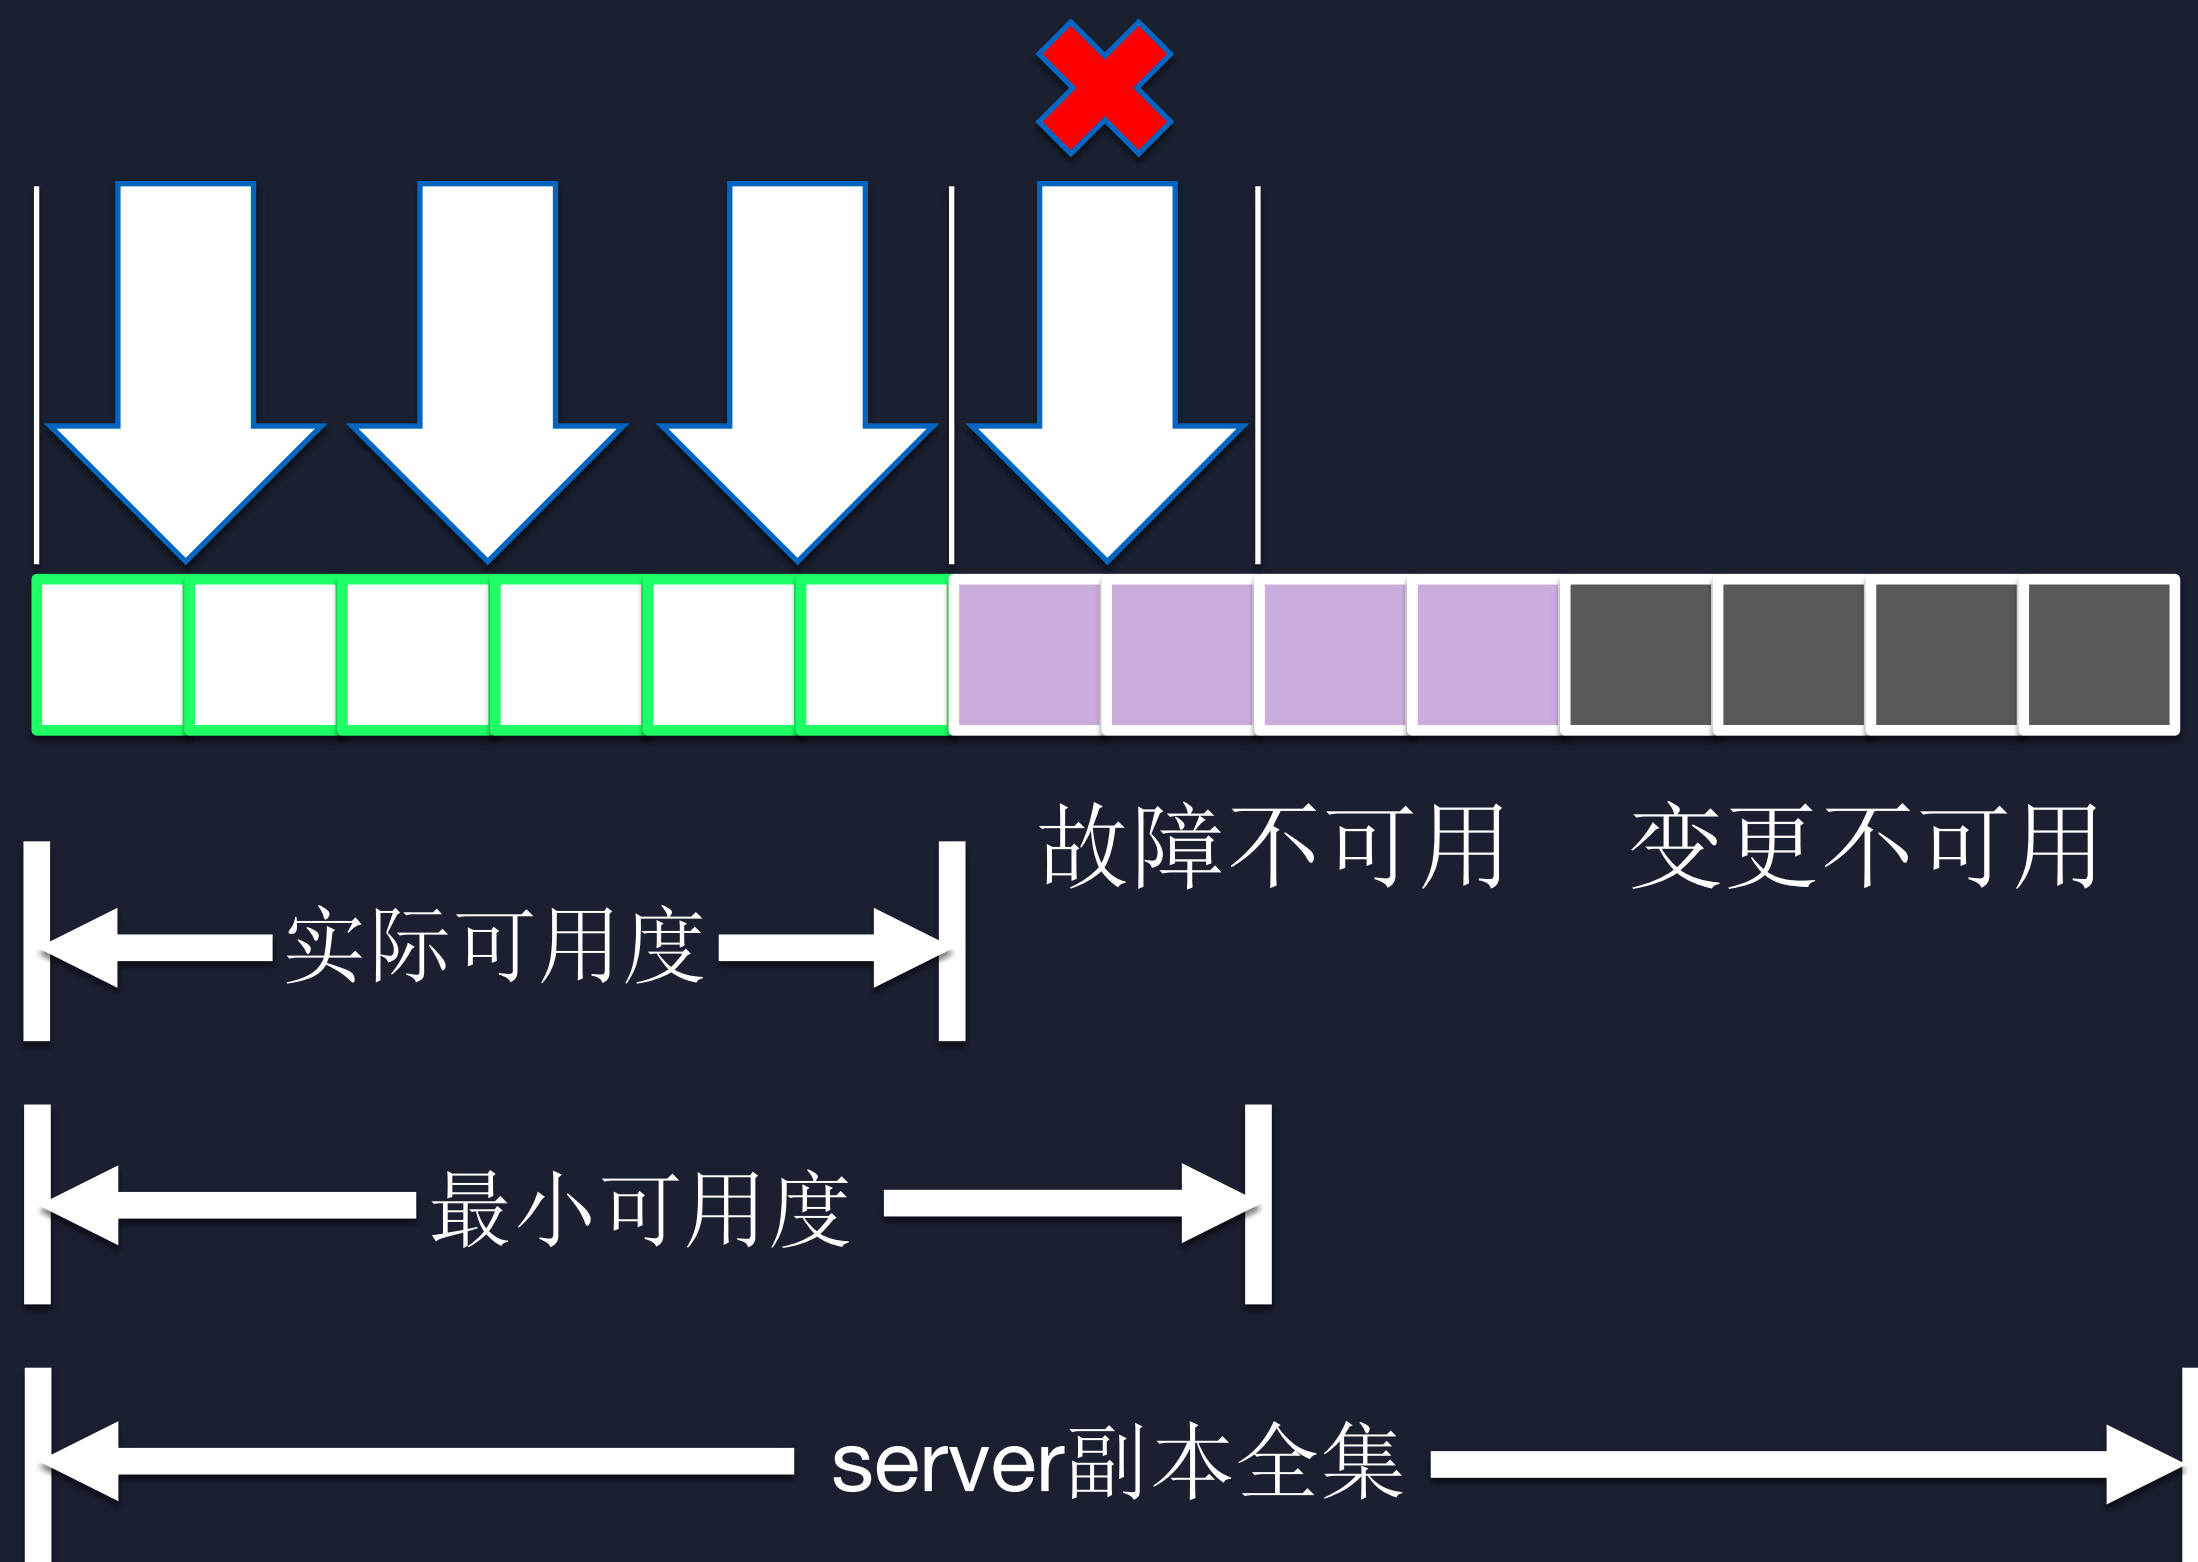 故障不可用
变更不可用
实际可用度
最小可用度
server副本全集